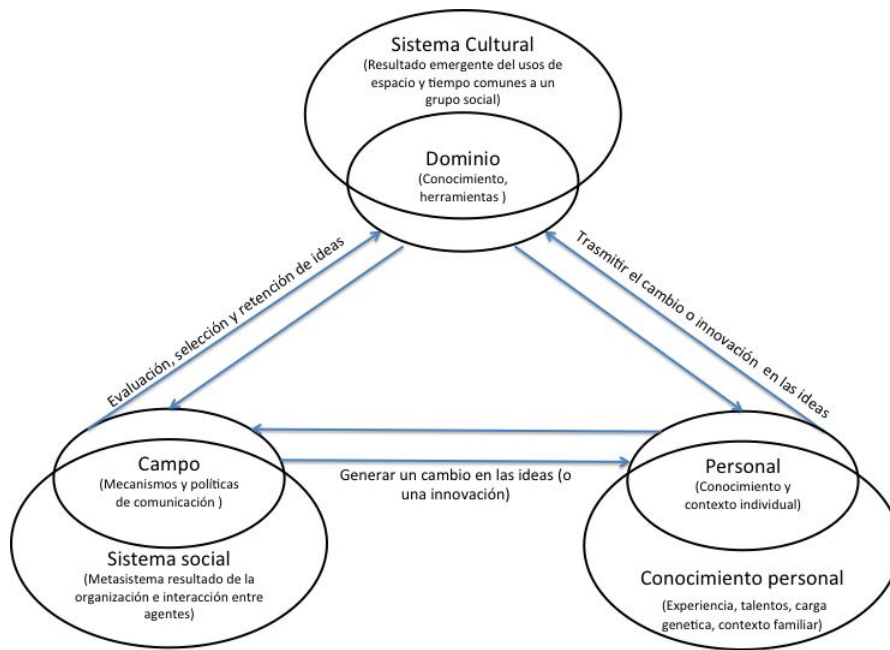 Sistema Cultural
(Resultado emergente del usos de
espacio y tiempo comunes a un
grupo social)
Dominio
(Conocimiento,
herramientas )
Evaluación, selección y retención de ideas
Trasmitir el cambio o innovación en las ideas
Campo
(Mecanismos y políticas
de comunicación )
Generar un cambio en las ideas (o
una innovación)
Personal
(Conocimiento y
contexto individual)
Sistema social
(Metasistema resultado de la
organización e interacción entre
agentes)
Conocimiento personal
(Experiencia, talentos, carga
genetica, contexto familiar)